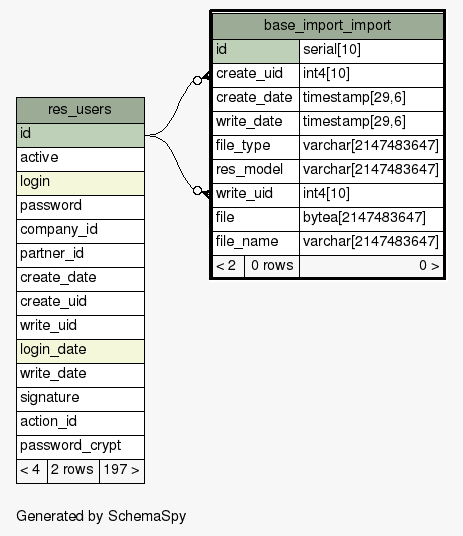 base_import_import
id serial[10]
create_uid int4[10]
create_date timestamp[29,6]
write_date timestamp[29,6]
file_type varchar[2147483647]
res_model varchar[2147483647]
write_uid int4[10]
file bytea[2147483647]
file_name varchar[2147483647]
< 2 0 rows 0 >
res_users
id
active
login
password
company_id
partner_id
create_date
create_uid
write_uid
login_date
write_date
signature
action_id
password_crypt
< 4 2 rows 197 >
Generated by SchemaSpy